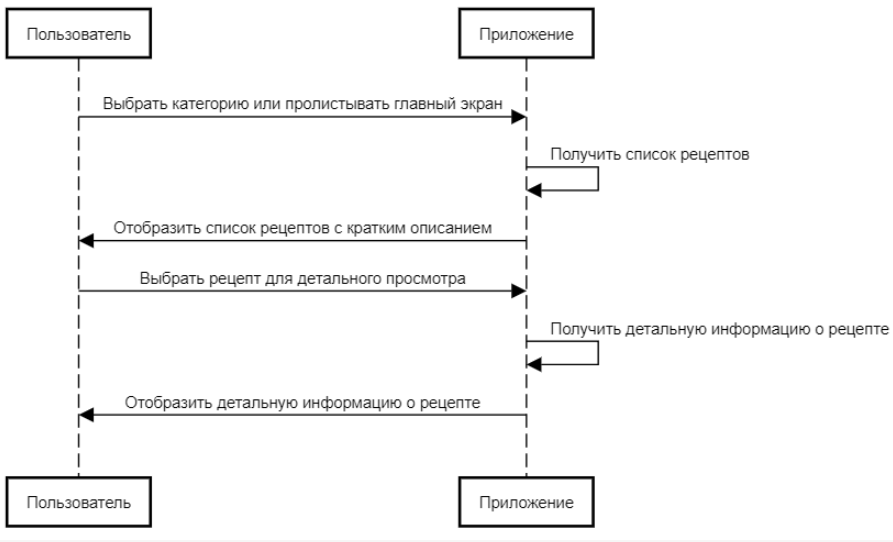 Пользователь
Приложение
Выбрать категорию или пролистывать главный экран
Получить список рецептов
Отобразить список рецептов с кратким описанием
Выбрать рецепт для детального просмотра
Получить детальную информацию о рецепте
Отобразить детальную информацию о рецепте
Пользователь
Приложение